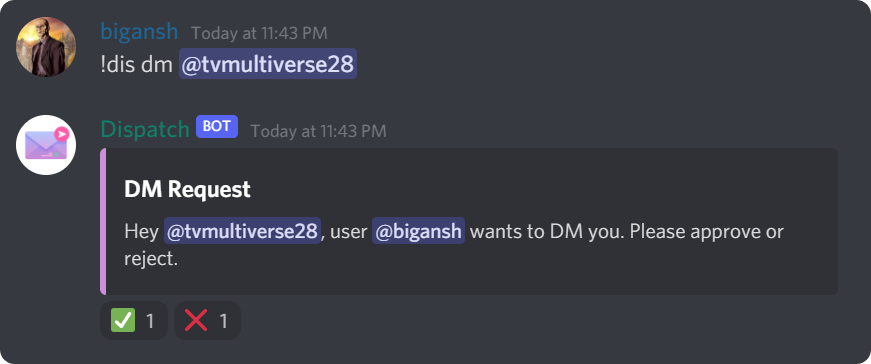 bigansh Today at 11:43 PM
!dis dm @tvmultiverse28
Dispatch BOT Today at 11:43 PM
DM Request
Hey @tvmultiverse28, user @bigansh wants to DM you. Please approve or
reject.
1 1